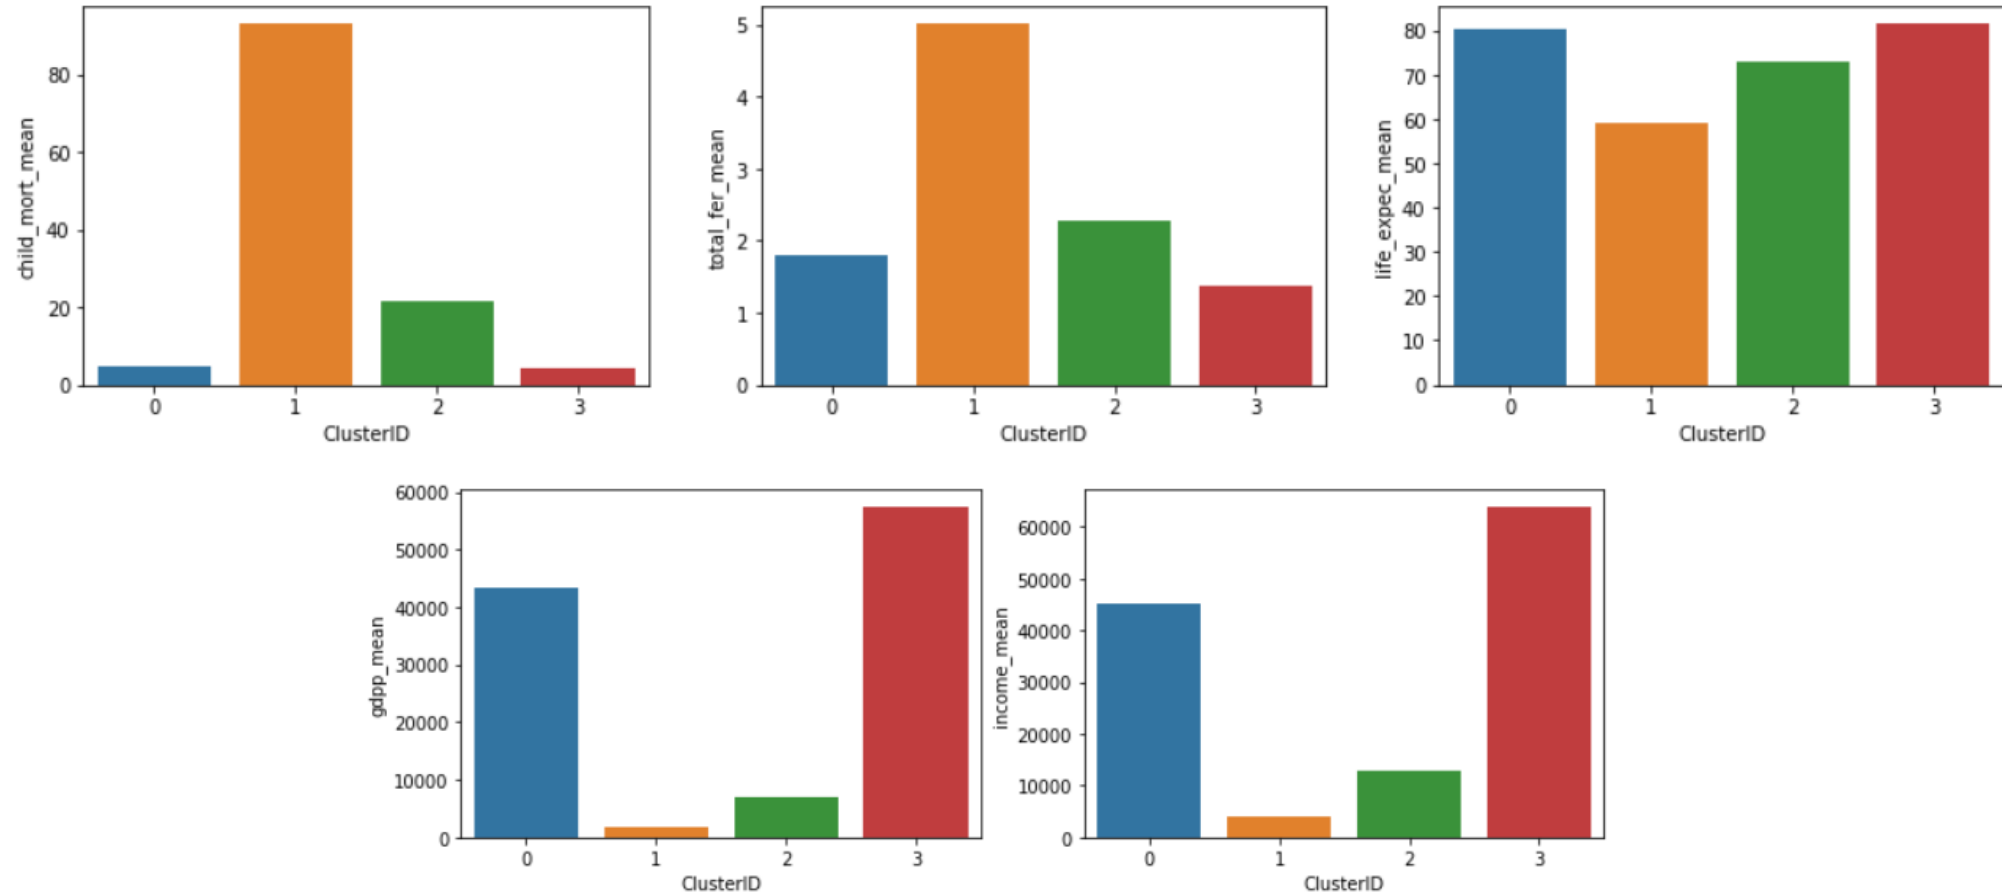 child_mort_mean
80
60
40
20
0
0 1 2 3
ClusterID
total_fer_mean
5
4
3
2
1
0
0 1 2 3
ClusterID
life_expec_mean
80
70
60
50
40
30
20
10
0
0 1 2 3
ClusterID
gdpp_mean
60000
50000
40000
30000
20000
10000
0
0 1 2 3
ClusterID
income_mean
60000
50000
40000
30000
20000
10000
0
0 1 2 3
ClusterID